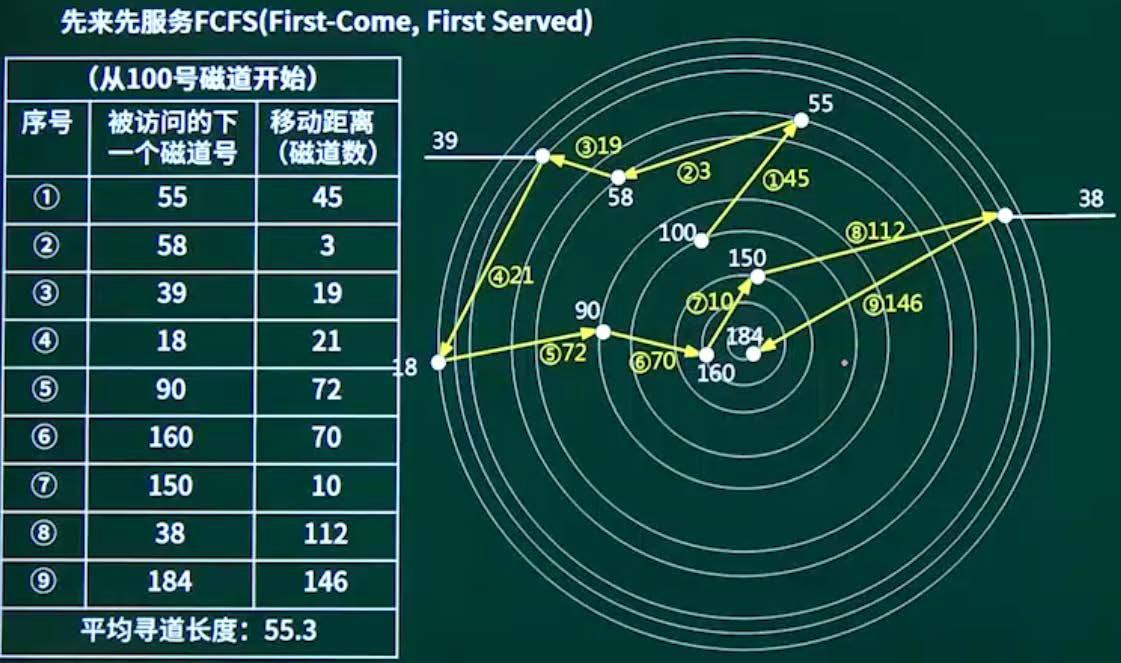 先来先服务FCFS(First-Come, First Served)
（从100号磁道开始）
序号 被访问的下一个磁道号 移动距离（磁道数）
① 55 45
② 58 3
③ 39 19
④ 18 21
⑤ 90 72
⑥ 160 70
⑦ 150 10
⑧ 38 112
⑨ 184 146
平均寻道长度：55.3
55
39
③19
②3
①45
58
38
100
⑧112
150
④21
⑦10
⑨146
90
184
18
⑤72
⑥70
160